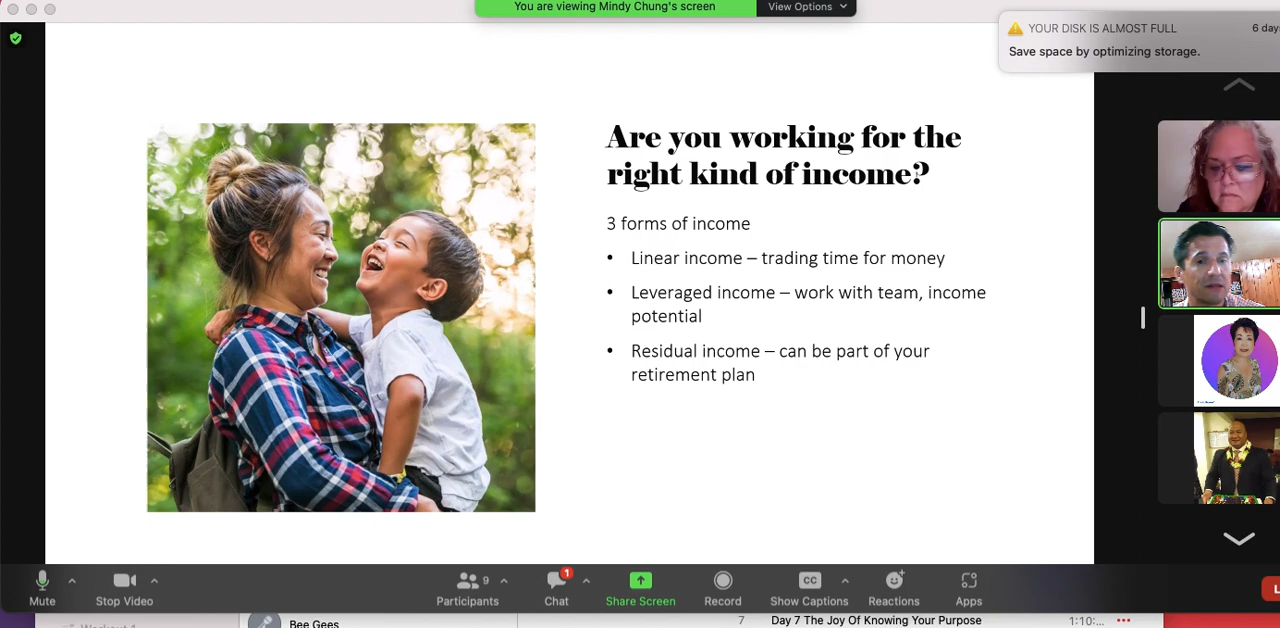 You are viewing Mindy Chung's screen
View Options
YOUR DISK IS ALMOST FULL
6 day
Save space by optimizing storage.
Are you working for the
right kind of income?
3 forms of income
• Linear income – trading time for money
• Leveraged income – work with team, income
potential
• Residual income – can be part of your
retirement plan
9
1
CC
Mute
Stop Video
Participants
Chat
Share Screen
Record
Show Captions
Reactions
Apps
L
Workout 1
Bee Gees
7
Day 7 The Joy Of Knowing Your Purpose
1:10:...